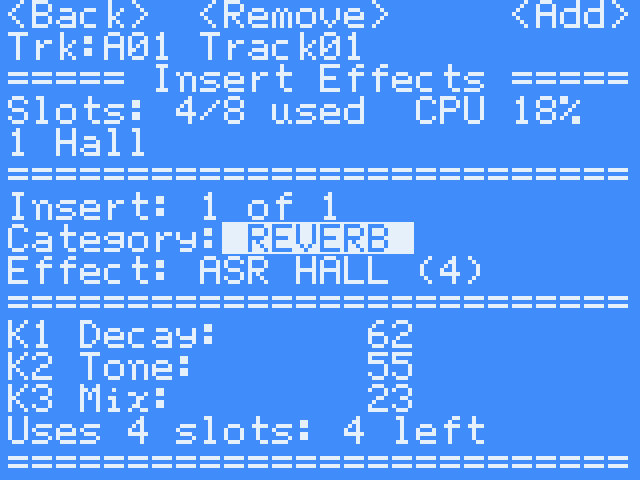 <Back>  <Remove>     <Add>
Trk:A01 Track01
===== Insert Effects =====
Slots: 4/8 used  CPU 18%
1 Hall
==========================
Insert: 1 of 1
Category: REVERB
Effect: ASR HALL (4)
==========================
K1 Decay:      62
K2 Tone:       55
K3 Mix:        23
Uses 4 slots: 4 left
==========================